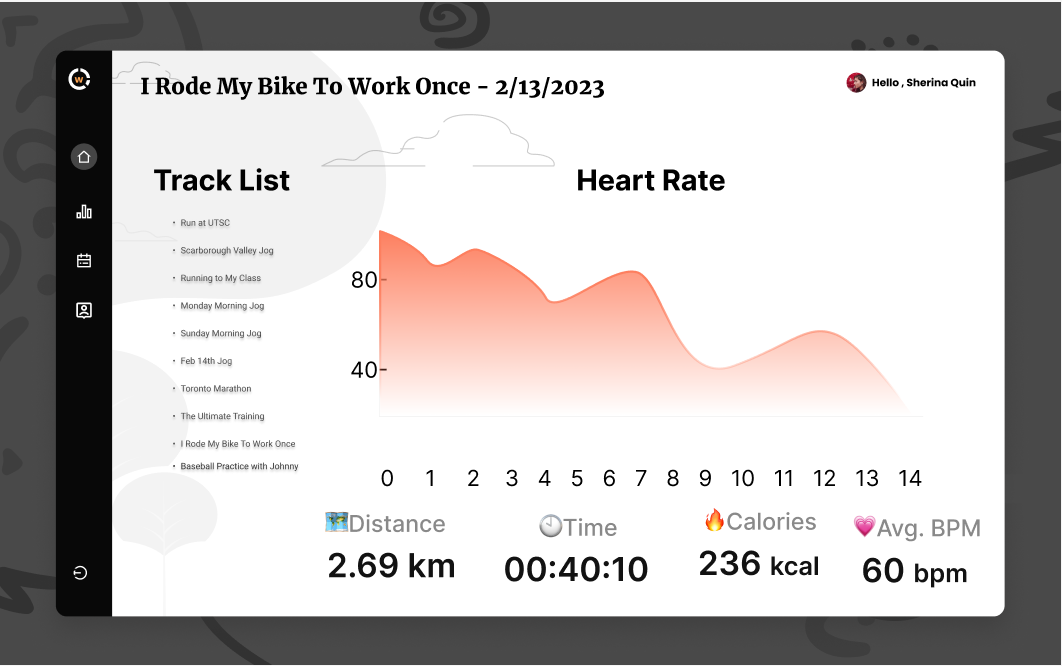 W
I Rode My Bike To Work Once - 2/13/2023
Hello , Sherina Quin
Track List
Heart Rate
• Run at UTSC
• Scarborough Valley Jog
• Running to My Class
• Monday Morning Jog
• Sunday Morning Jog
• Feb 14th Jog
• Toronto Marathon
• The Ultimate Training
• I Rode My Bike To Work Once
• Baseball Practice with Johnny
80
40
0 1 2 3 4 5 6 7 8 9 10 11 12 13 14
🗺️Distance
2.69 km
🕙Time
00:40:10
🔥Calories
236 kcal
💗Avg. BPM
60 bpm